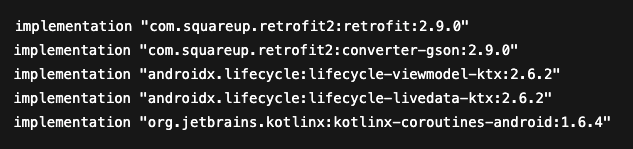 implementation "com.squareup.retrofit2:retrofit:2.9.0"
implementation "com.squareup.retrofit2:converter-gson:2.9.0"
implementation "androidx.lifecycle:lifecycle-viewmodel-ktx:2.6.2"
implementation "androidx.lifecycle:lifecycle-livedata-ktx:2.6.2"
implementation "org.jetbrains.kotlinx:kotlinx-coroutines-android:1.6.4"